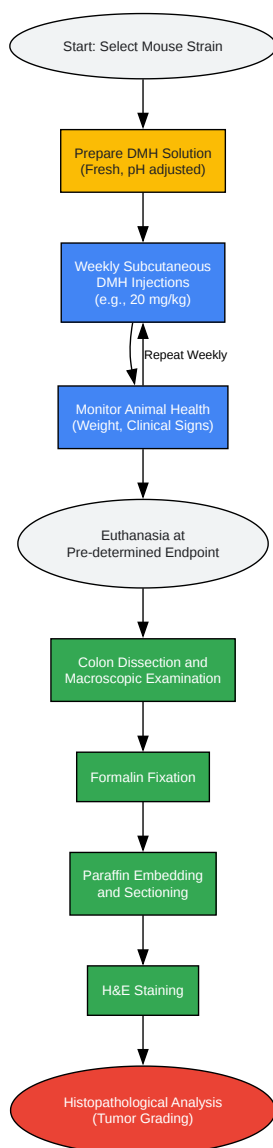 Start: Select Mouse Strain
Prepare DMH Solution
(Fresh, pH adjusted)
Weekly Subcutaneous
DMH Injections
(e.g., 20 mg/kg)
Repeat Weekly
Monitor Animal Health
(Weight, Clinical Signs)
Euthanasia at
Pre-determined Endpoint
Colon Dissection and
Macroscopic Examination
Formalin Fixation
Paraffin Embedding
and Sectioning
H&E Staining
Histopathological Analysis
(Tumor Grading)